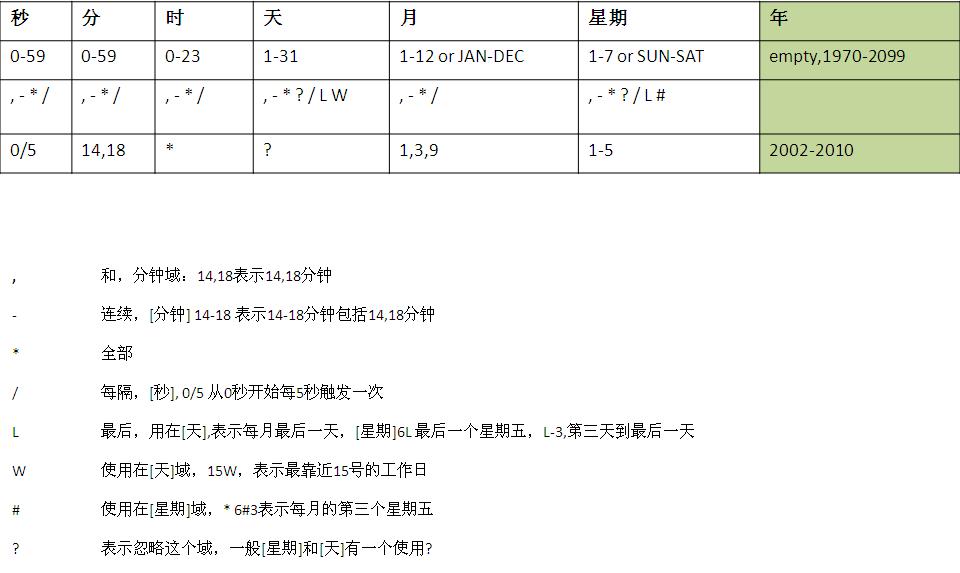 秒 分 时 天 月 星期 年
0-59 0-59 0-23 1-31 1-12 or JAN-DEC 1-7 or SUN-SAT empty,1970-2099
, - * / , - * / , - * / , - * ? / L W , - * / , - * ? / L #
0/5 14,18 * ? 1,3,9 1-5 2002-2010
, 和，分钟域：14,18表示14,18分钟
- 连续，[分钟] 14-18 表示14-18分钟包括14,18分钟
* 全部
/ 每隔，[秒], 0/5 从0秒开始每5秒触发一次
L 最后，用在[天],表示每月最后一天，[星期]6L 最后一个星期五，L-3,第三天到最后一天
W 使用在[天]域，15W，表示最靠近15号的工作日
# 使用在[星期]域，* 6#3表示每月的第三个星期五
? 表示忽略这个域，一般[星期]和[天]有一个使用?